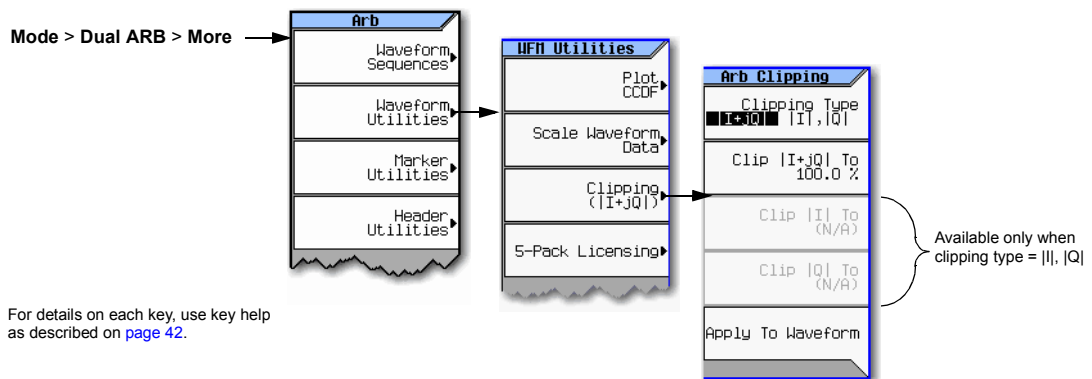 Mode > Dual ARB > More
Arb
Waveform
Sequences
Waveform
Utilities
Marker
Utilities
Header
Utilities
WFM Utilities
Plot
CCDF
Scale Waveform
Data
Clipping
(|I+jQ|)
5-Pack Licensing
Arb Clipping
Clipping Type
|I+jQ| |I|,|Q|
Clip |I+jQ| To
100.0 %
Clip |I| To
(N/A)
Clip |Q| To
(N/A)
Apply To Waveform
Available only when
clipping type = |I|, |Q|
For details on each key, use key help
as described on page 42.